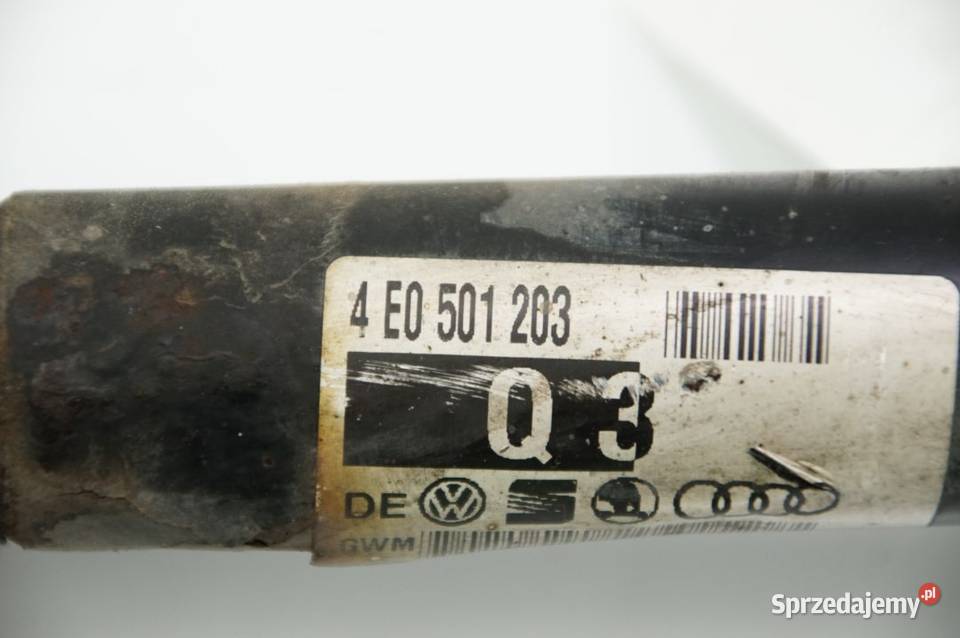 4 E0 501 203
Q 3
DE
GWM
Sprzedajemy.pl